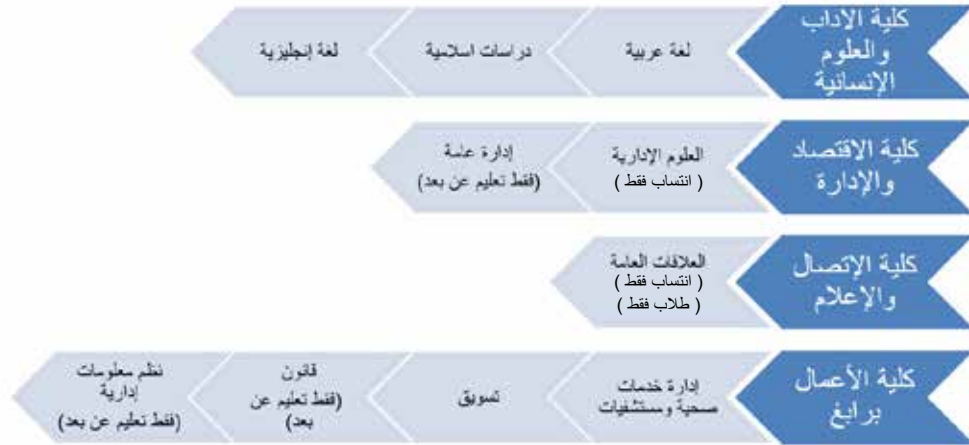 كلية الآداب
والعلوم
الإنسانية
لغة عربية
دراسات اسلامية
لغة إنجليزية
كلية الاقتصاد
والإدارة
العلوم الإدارية
( انتساب فقط )
إدارة عامة
(فقط تعليم عن بعد)
كلية الإتصال
والإعلام
العلاقات العامة
( انتساب فقط )
( طلاب فقط )
كلية الأعمال
برابغ
إدارة خدمات
صحية ومستشفيات
تسويق
قانون
(فقط تعليم عن
بعد)
نظم معلومات
إدارية
(فقط تعليم عن بعد)